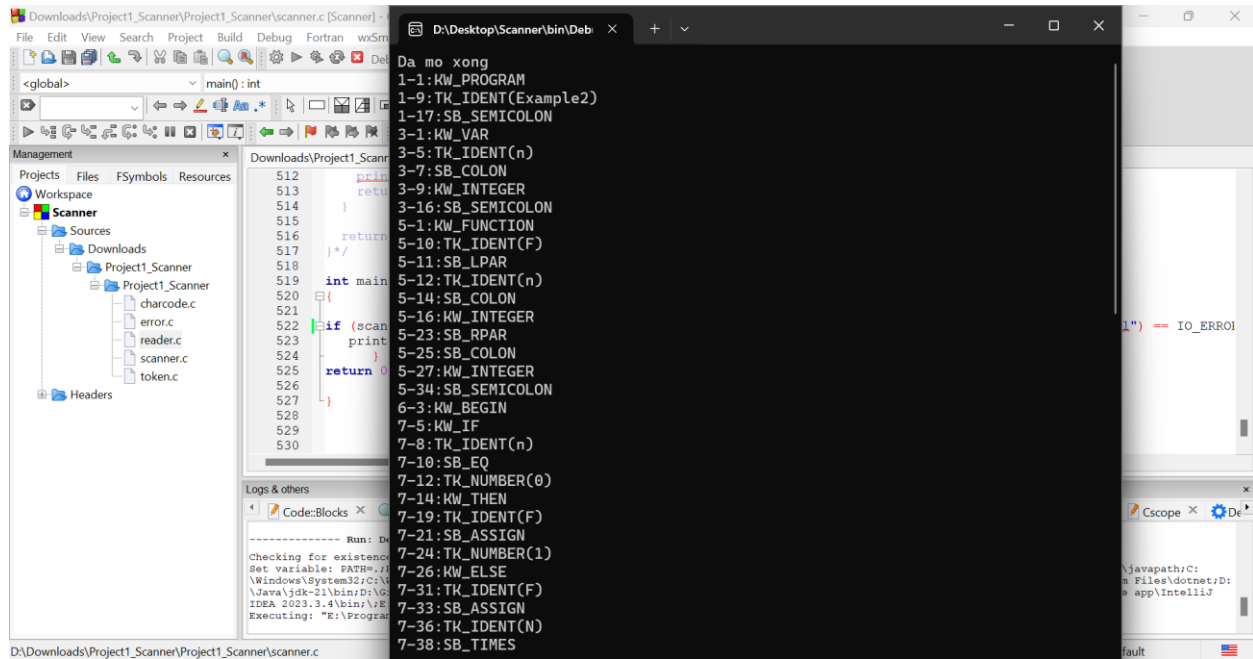 Downloads\Project1_Scanner\Project1_Scanner\scanner.c [Scanner] -
File Edit View Search Project Build Debug Fortran wxSm
<global>
main() : int
Management
Projects Files FSymbols Resources
Workspace
Scanner
Sources
Downloads
Project1_Scanner
Project1_Scanner
charcode.c
error.c
reader.c
scanner.c
token.c
Headers
Downloads\Project1_Scann
512 prin
513 retu
514 }
515
516 return
517 }*/
518
519 int main
520 {
521
522 if (scan
523 print
524 }
525 return 0
526
527 }
528
529
530
1") == IO_ERRO
Logs & others
Code::Blocks
Cscope
-------------- Run: De
Checking for existence
Set variable: PATH=.;
\Windows\System32;C:\
\Java\jdk-21\bin;D:\G
IDEA 2023.3.4\bin;\;E
Executing: "E:\Progra
\javapath;C:
m Files\dotnet;D:
e app\IntelliJ
D:\Downloads\Project1_Scanner\Project1_Scanner\scanner.c
fault
D:\Desktop\Scanner\bin\Deb
Da mo xong
1-1:KW_PROGRAM
1-9:TK_IDENT(Example2)
1-17:SB_SEMICOLON
3-1:KW_VAR
3-5:TK_IDENT(n)
3-7:SB_COLON
3-9:KW_INTEGER
3-16:SB_SEMICOLON
5-1:KW_FUNCTION
5-10:TK_IDENT(F)
5-11:SB_LPAR
5-12:TK_IDENT(n)
5-14:SB_COLON
5-16:KW_INTEGER
5-23:SB_RPAR
5-25:SB_COLON
5-27:KW_INTEGER
5-34:SB_SEMICOLON
6-3:KW_BEGIN
7-5:KW_IF
7-8:TK_IDENT(n)
7-10:SB_EQ
7-12:TK_NUMBER(0)
7-14:KW_THEN
7-19:TK_IDENT(F)
7-21:SB_ASSIGN
7-24:TK_NUMBER(1)
7-26:KW_ELSE
7-31:TK_IDENT(F)
7-33:SB_ASSIGN
7-36:TK_IDENT(N)
7-38:SB_TIMES